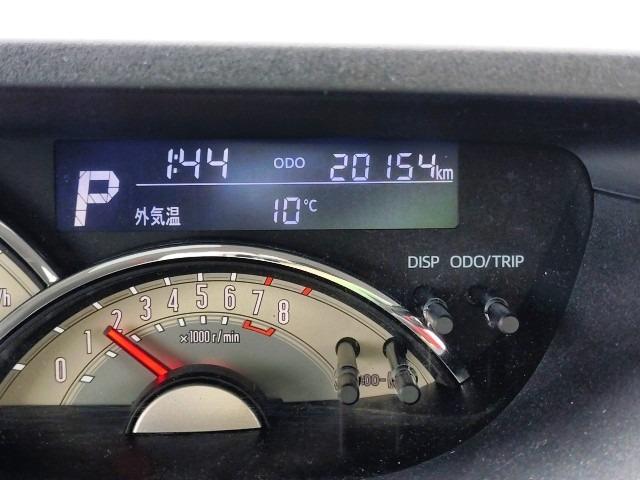 1:44 ODO 20154km
P
外気温 10℃
DISP ODO/TRIP
0 1 2 3 4 5 6 7 8
×1000 r/min
/h